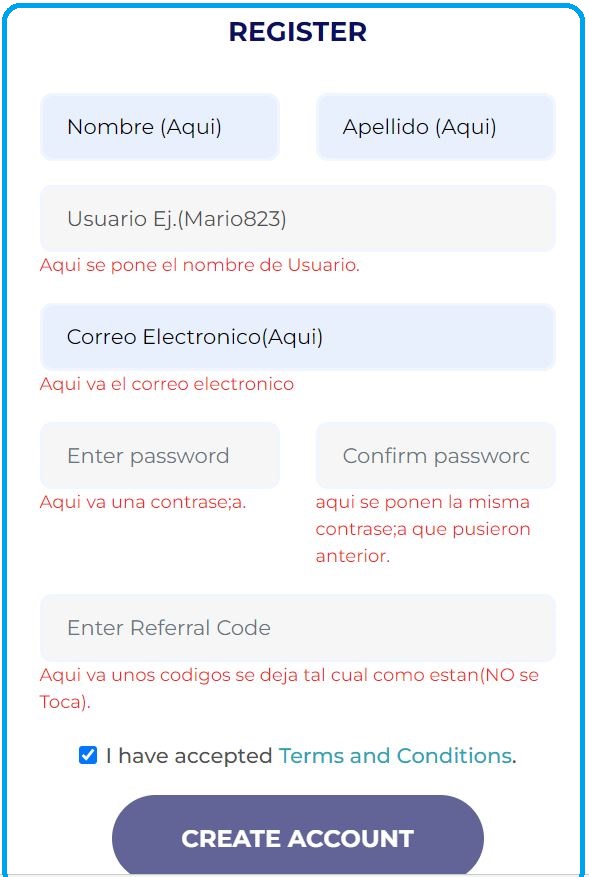 REGISTER
Nombre (Aqui)
Apellido (Aqui)
Usuario Ej.(Mario823)
Aqui se pone el nombre de Usuario.
Correo Electronico(Aqui)
Aqui va el correo electronico
Enter password
Confirm passworc
Aqui va una contrase;a.
aqui se ponen la misma
contrase;a que pusieron
anterior.
Enter Referral Code
Aqui va unos codigos se deja tal cual como estan(NO se
Toca).
I have accepted Terms and Conditions.
CREATE ACCOUNT